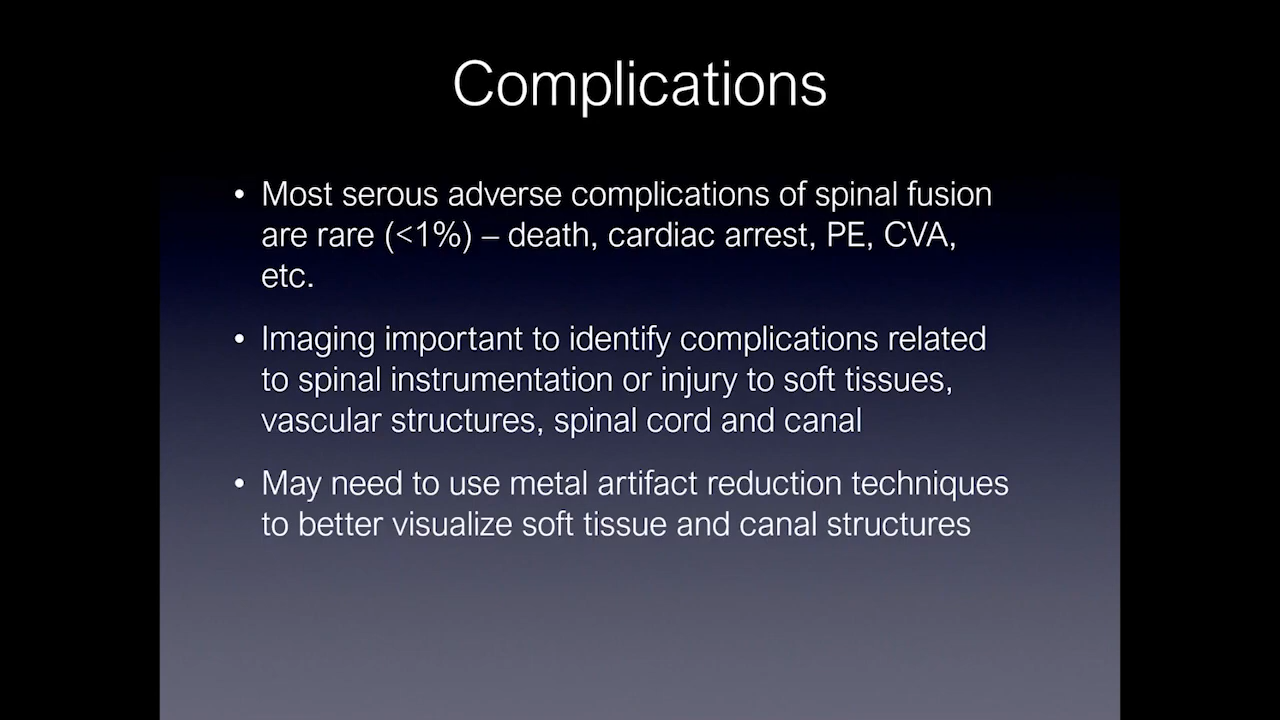 Complications
• Most serous adverse complications of spinal fusion
are rare (<1%) – death, cardiac arrest, PE, CVA,
etc.
• Imaging important to identify complications related
to spinal instrumentation or injury to soft tissues,
vascular structures, spinal cord and canal
• May need to use metal artifact reduction techniques
to better visualize soft tissue and canal structures